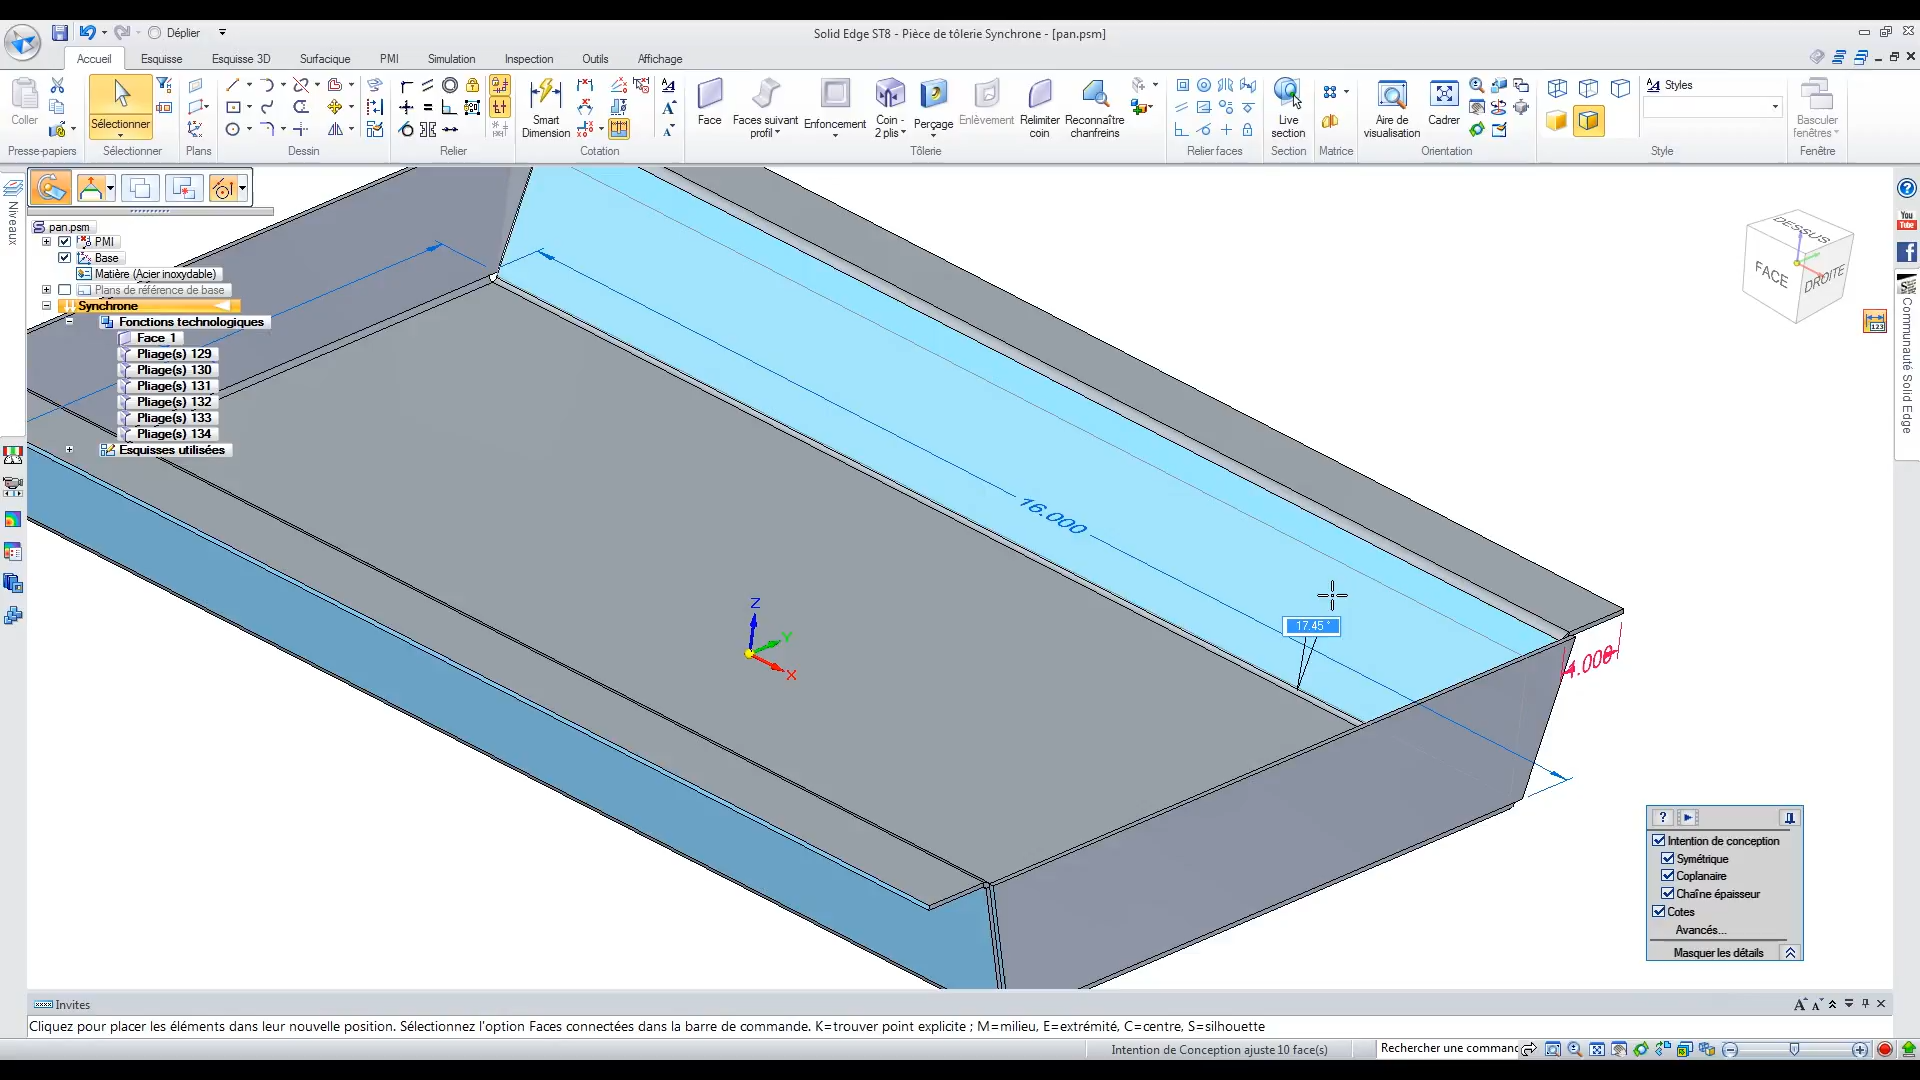 Déplier
Solid Edge ST8 - Pièce de tôlerie Synchrone - [pan.psm]
Accueil Esquisse Esquisse 3D Surfacique PMI Simulation Inspection Outils Affichage
Coller
Sélectionner
Smart Dimension
Face
Faces suivant profil
Enfoncement
Coin - 2 plis
Perçage
Enlèvement
Relimiter coin
Reconnaître chanfreins
Live section
Aire de visualisation
Cadrer
Styles
Basculer fenêtres
Presse-papiers Sélectionner Plans Dessin Relier Cotation Tôlerie Relier faces Section Matrice Orientation Style Fenêtre
Niveaux
pan.psm
PMI
Base
Matière (Acier inoxydable)
Plans de référence de base
Synchrone
Fonctions technologiques
Face 1
Pliage(s) 129
Pliage(s) 130
Pliage(s) 131
Pliage(s) 132
Pliage(s) 133
Pliage(s) 134
Esquisses utilisées
DESSUS
FACE
DROITE
You Tube
123
Communauté Solid Edge
16.000
17.45 °
4.000
Z
Y
X
?
Intention de conception
Symétrique
Coplanaire
Chaîne épaisseur
Cotes
Avancés...
Masquer les détails
Invites
Cliquez pour placer les éléments dans leur nouvelle position. Sélectionnez l'option Faces connectées dans la barre de commande. K=trouver point explicite ; M=milieu, E=extrémité, C=centre, S=silhouette
Intention de Conception ajuste 10 face(s)
Rechercher une command